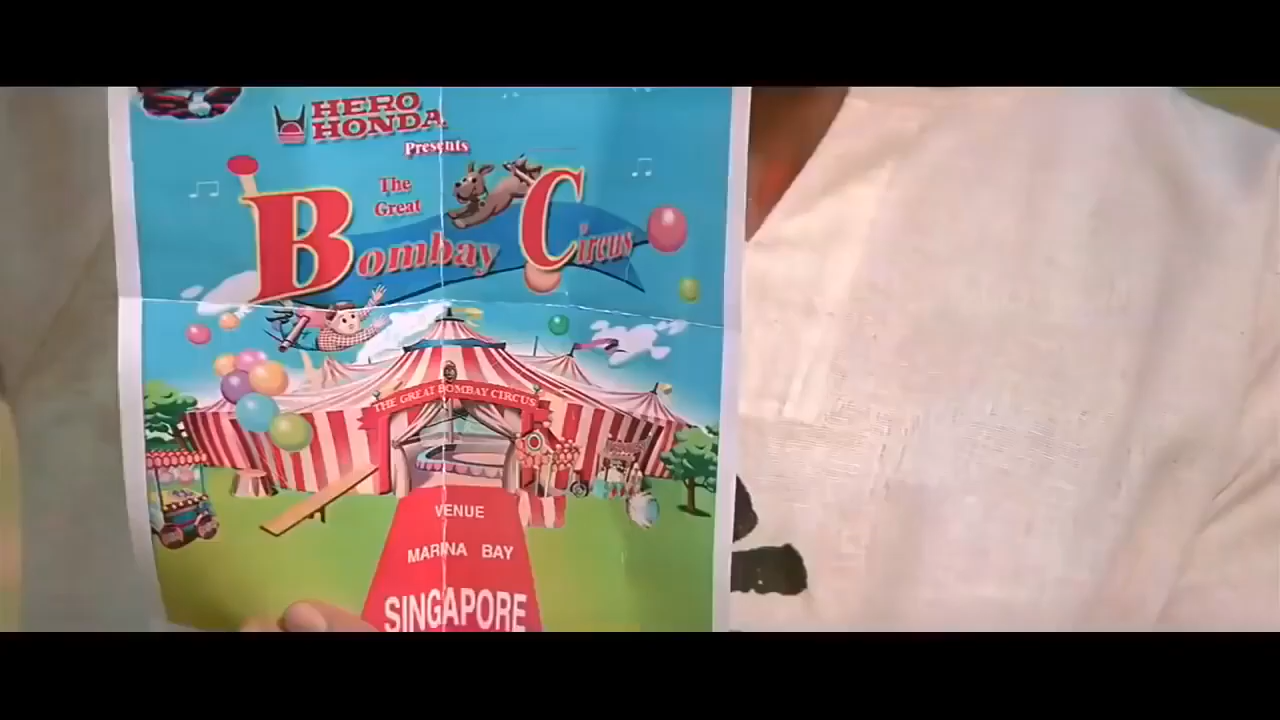 HERO
HONDA
Presents
The
Great
Bombay Circus
THE GREAT BOMBAY CIRCUS
VENUE
MARINA BAY
SINGAPORE